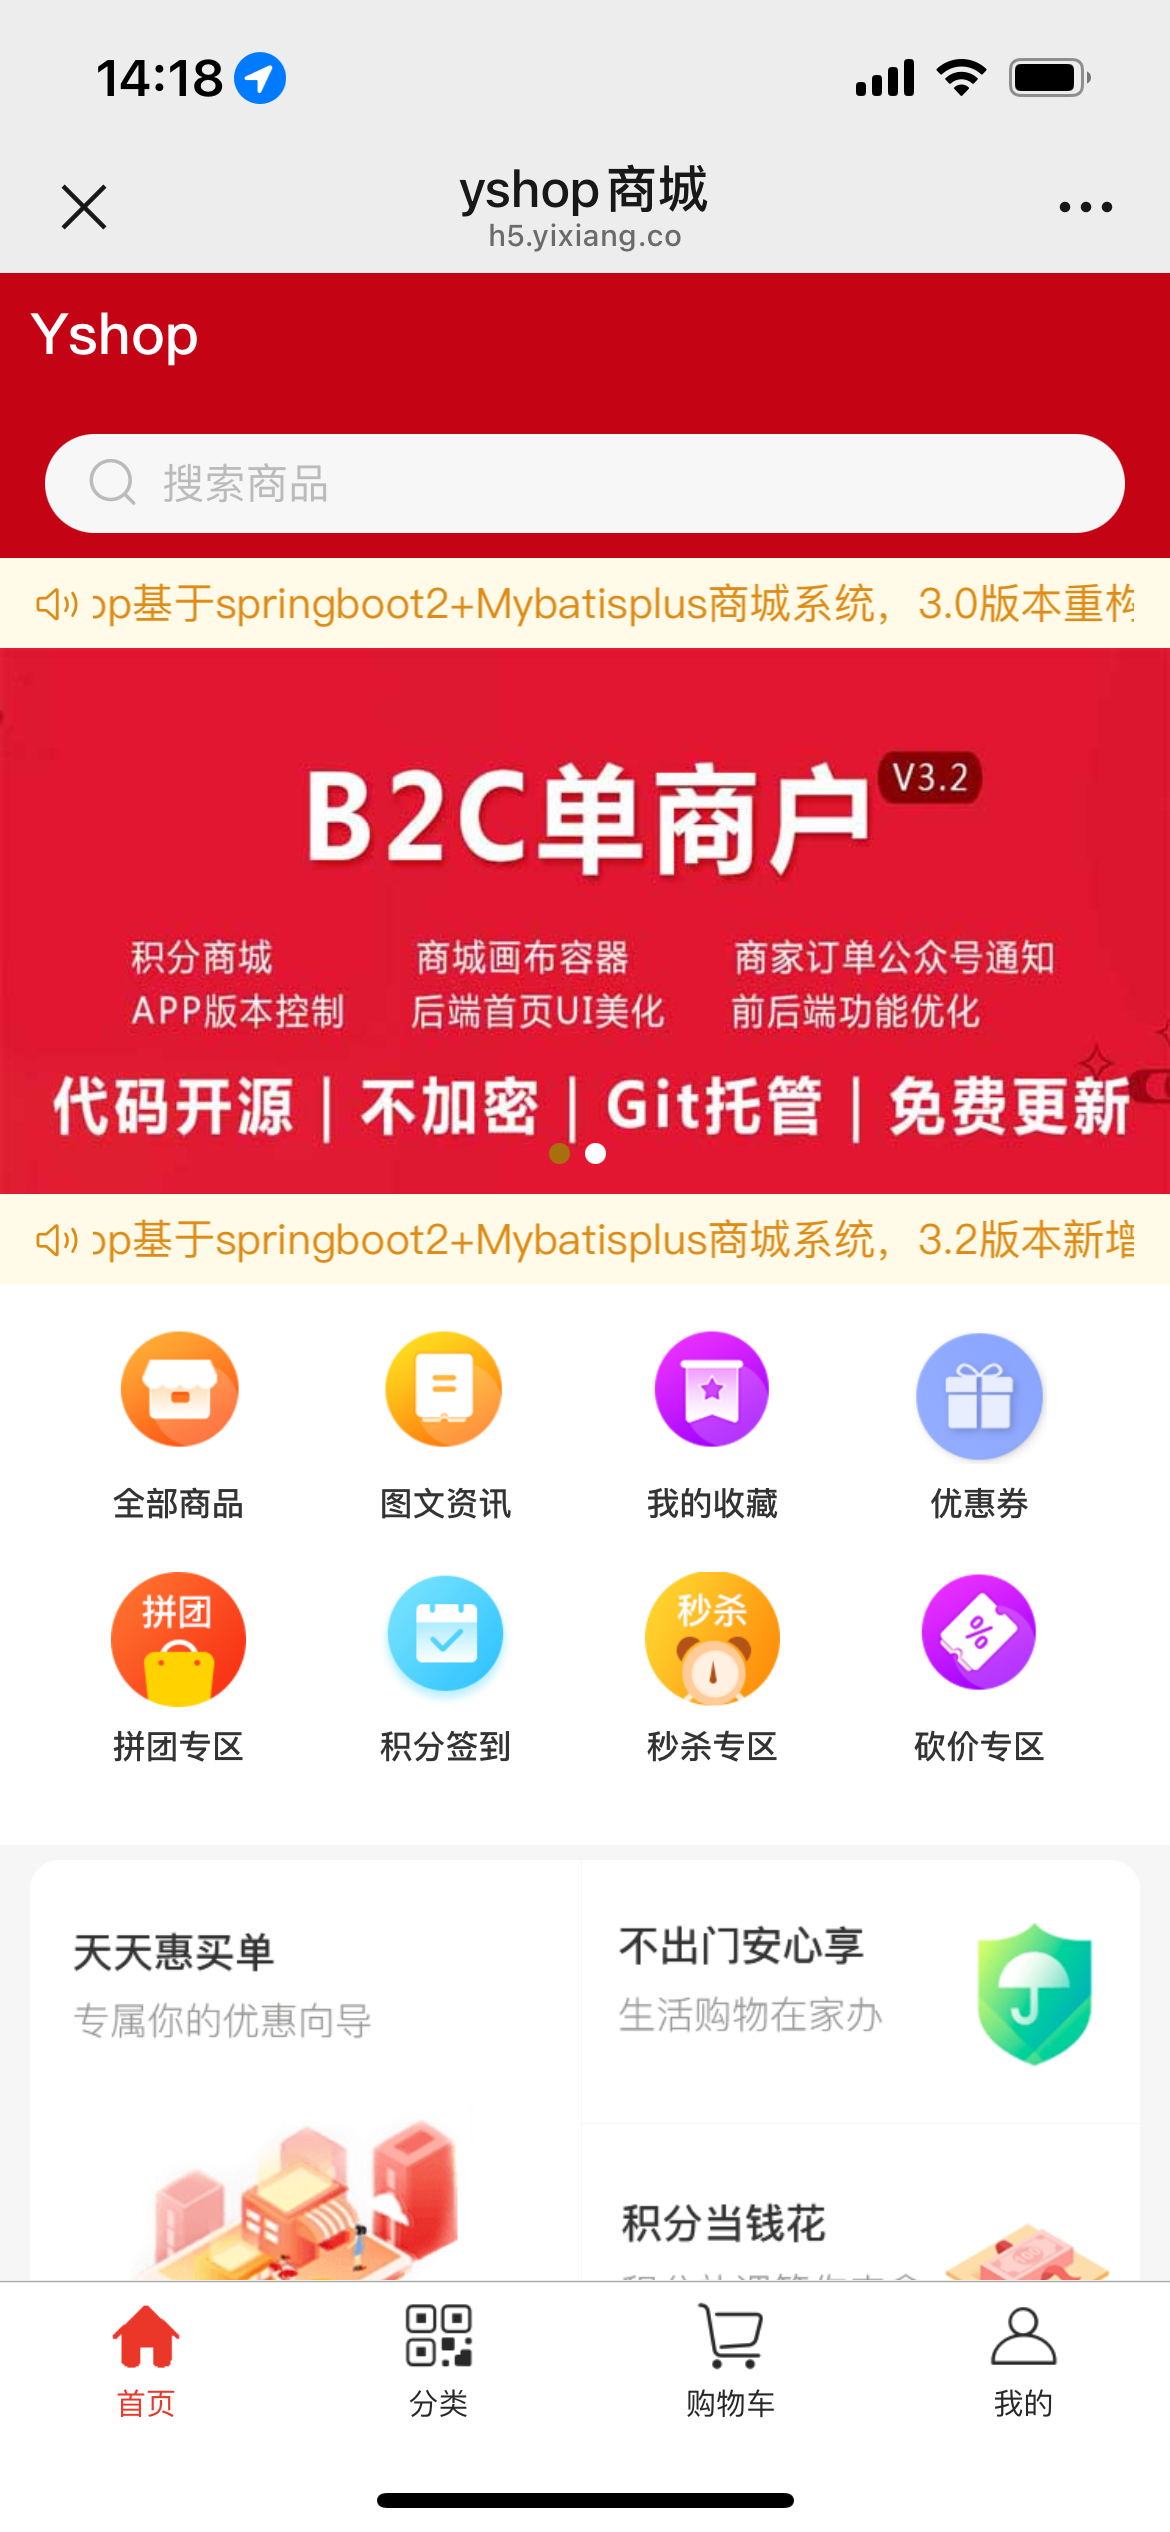 14:18
yshop商城
h5.yixiang.co
Yshop
搜索商品
op基于springboot2+Mybatisplus商城系统，3.0版本重构
B2C单商户 V3.2
积分商城 商城画布容器 商家订单公众号通知
APP版本控制 后端首页UI美化 前后端功能优化
代码开源 | 不加密 | Git托管 | 免费更新
op基于springboot2+Mybatisplus商城系统，3.2版本新增
全部商品 图文资讯 我的收藏 优惠券
拼团 秒杀 %
拼团专区 积分签到 秒杀专区 砍价专区
天天惠买单
专属你的优惠向导
不出门安心享
生活购物在家办
积分当钱花
首页 分类 购物车 我的